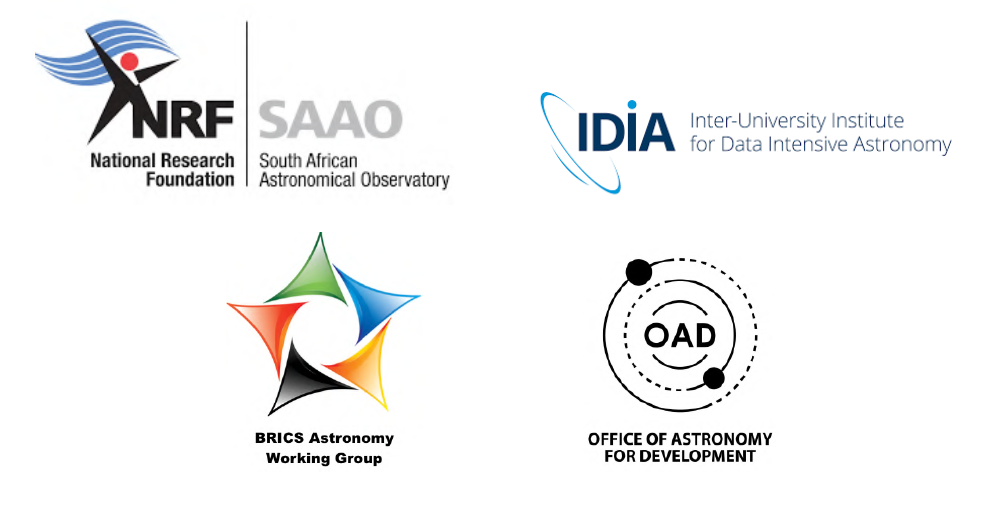 NRF
National Research
Foundation
SAAO
South African
Astronomical Observatory
IDIA
Inter-University Institute
for Data Intensive Astronomy
BRICS Astronomy
Working Group
OAD
OFFICE OF ASTRONOMY
FOR DEVELOPMENT